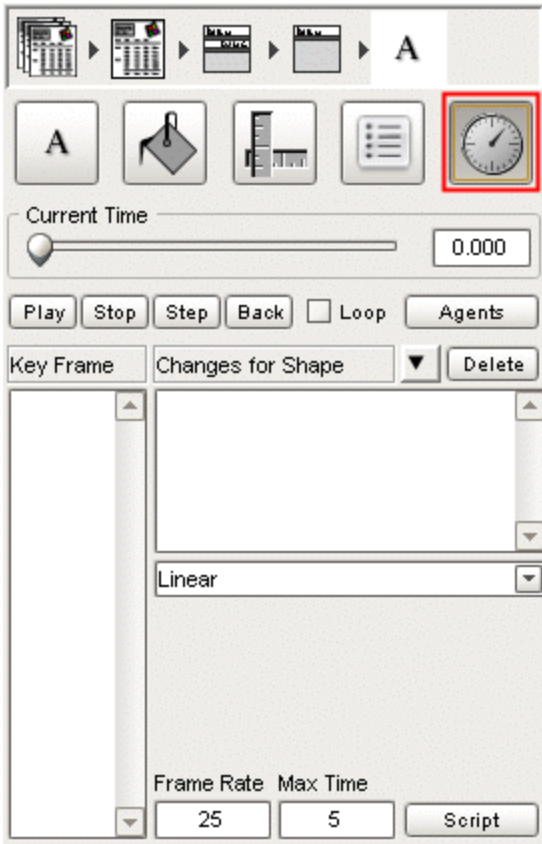 A
A
Current Time
0.000
Play Stop Step Back Loop Agents
Key Frame Changes for Shape Delete
Linear
Frame Rate Max Time
25 5 Script